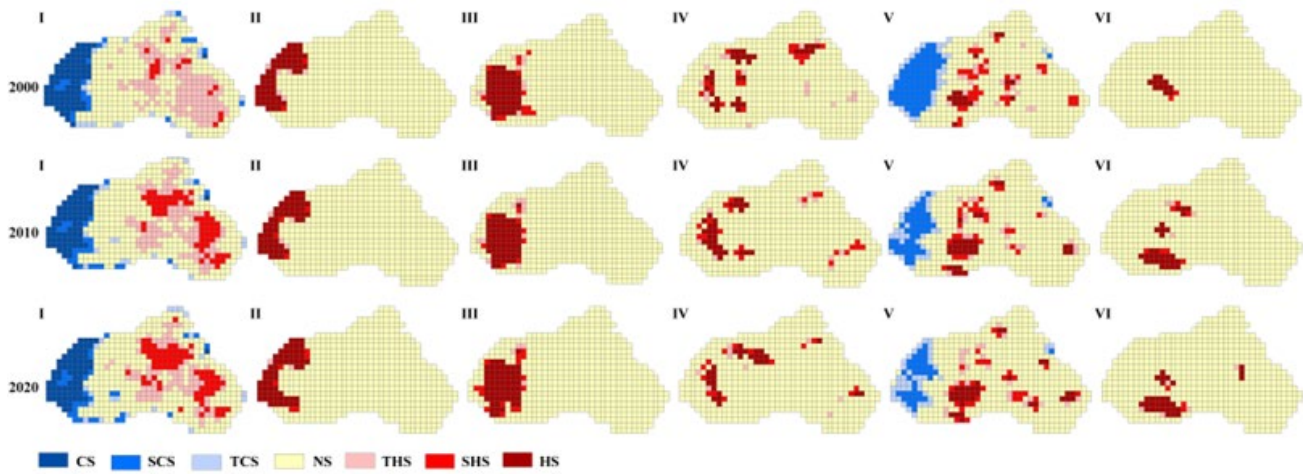 I II III IV V VI
2000
I II III IV V VI
2010
I II III IV V VI
2020
CS SCS TCS NS THS SHS HS